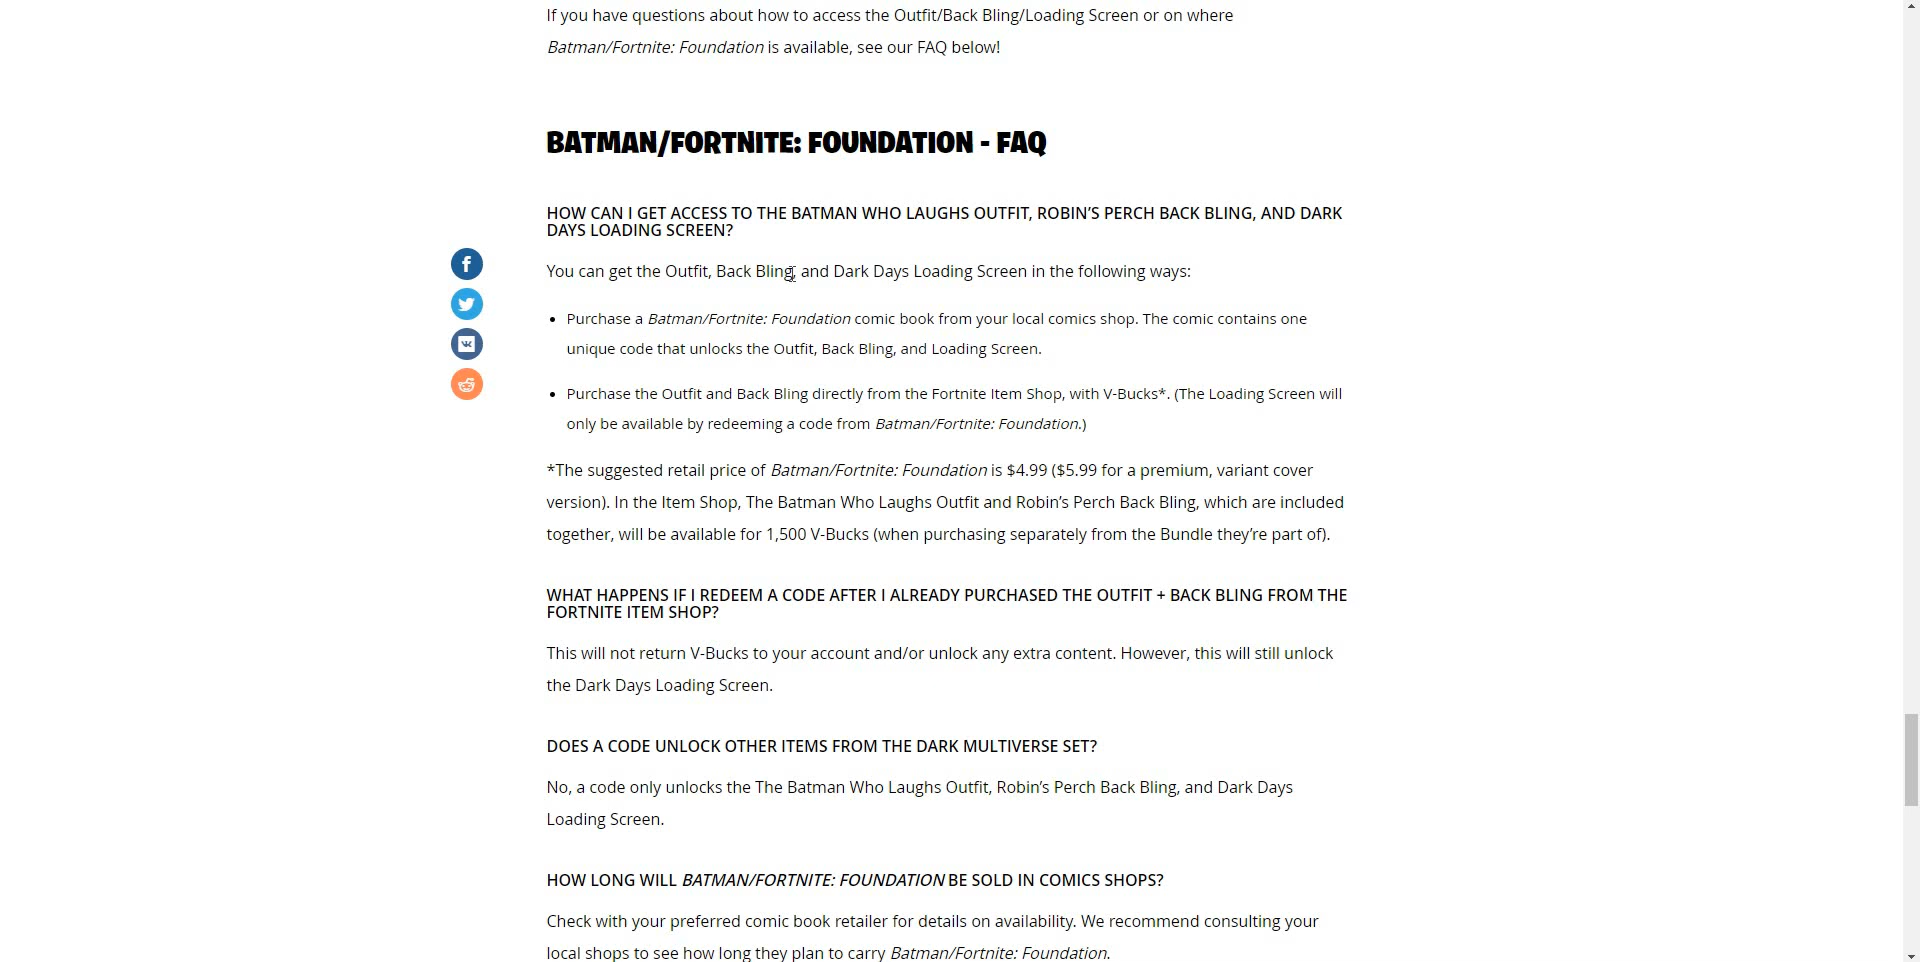 If you have questions about how to access the Outfit/Back Bling/Loading Screen or on where
Batman/Fortnite: Foundation is available, see our FAQ below!
BATMAN/FORTNITE: FOUNDATION - FAQ
HOW CAN I GET ACCESS TO THE BATMAN WHO LAUGHS OUTFIT, ROBIN’S PERCH BACK BLING, AND DARK
DAYS LOADING SCREEN?
You can get the Outfit, Back Bling, and Dark Days Loading Screen in the following ways:
• Purchase a Batman/Fortnite: Foundation comic book from your local comics shop. The comic contains one
unique code that unlocks the Outfit, Back Bling, and Loading Screen.
• Purchase the Outfit and Back Bling directly from the Fortnite Item Shop, with V-Bucks*. (The Loading Screen will
only be available by redeeming a code from Batman/Fortnite: Foundation.)
*The suggested retail price of Batman/Fortnite: Foundation is $4.99 ($5.99 for a premium, variant cover
version). In the Item Shop, The Batman Who Laughs Outfit and Robin’s Perch Back Bling, which are included
together, will be available for 1,500 V-Bucks (when purchasing separately from the Bundle they’re part of).
WHAT HAPPENS IF I REDEEM A CODE AFTER I ALREADY PURCHASED THE OUTFIT + BACK BLING FROM THE
FORTNITE ITEM SHOP?
This will not return V-Bucks to your account and/or unlock any extra content. However, this will still unlock
the Dark Days Loading Screen.
DOES A CODE UNLOCK OTHER ITEMS FROM THE DARK MULTIVERSE SET?
No, a code only unlocks the The Batman Who Laughs Outfit, Robin’s Perch Back Bling, and Dark Days
Loading Screen.
HOW LONG WILL BATMAN/FORTNITE: FOUNDATION BE SOLD IN COMICS SHOPS?
Check with your preferred comic book retailer for details on availability. We recommend consulting your
local shops to see how long they plan to carry Batman/Fortnite: Foundation.